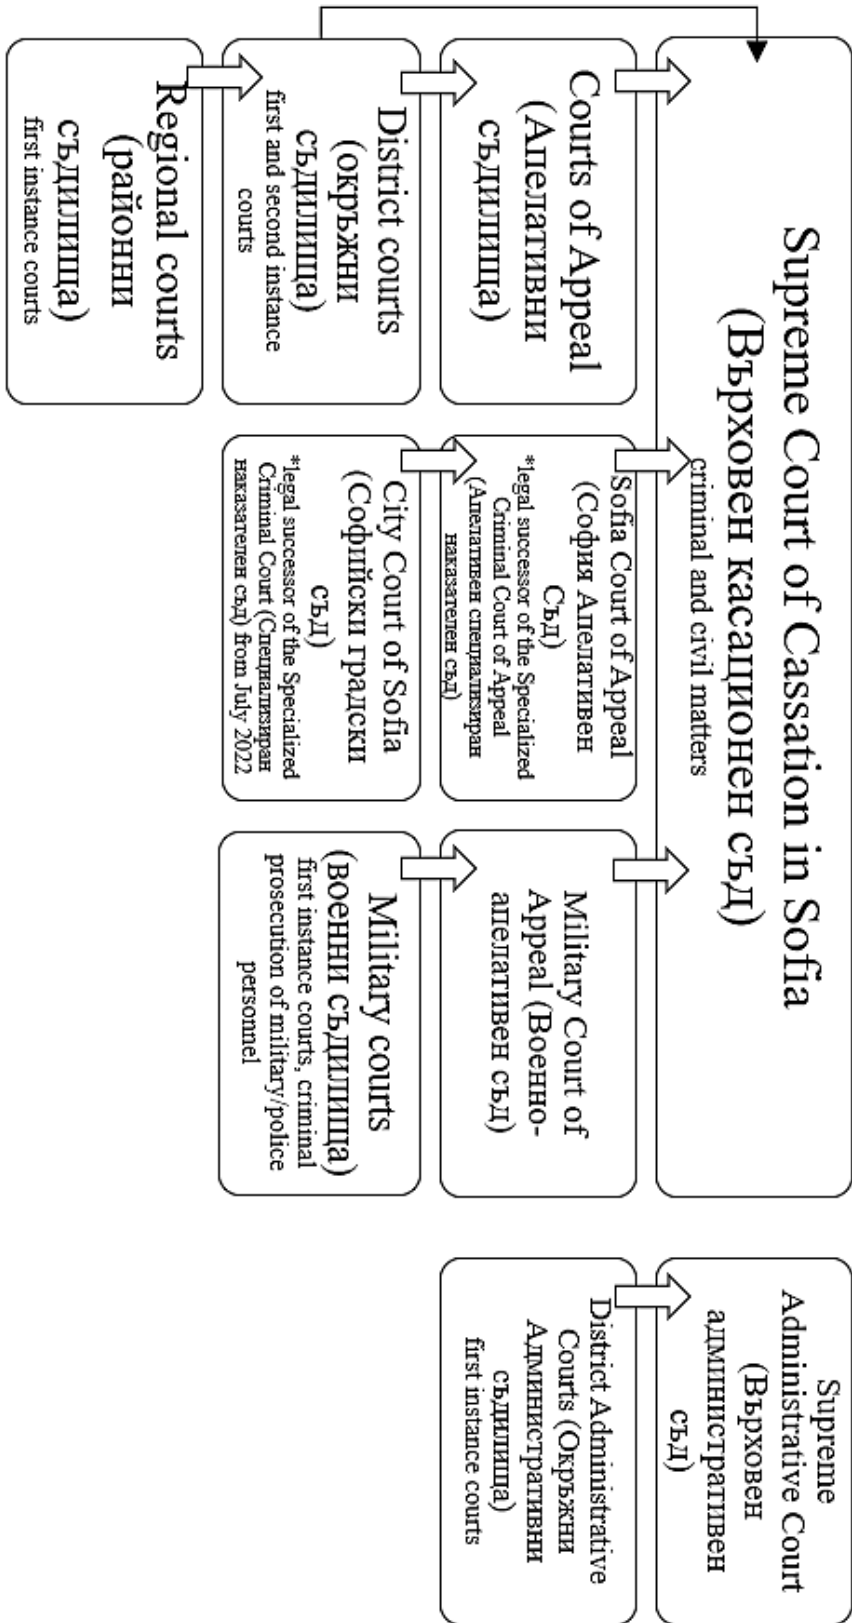 Supreme Court of Cassation in Sofia
(Върховен касационен съд)
criminal and civil matters
Supreme
Administrative Court
(Върховен
административен
съд)
Courts of Appeal
(Апелативни
съдилища)
Sofia Court of Appeal
(София Апелативен
Съд)
*legal successor of the Specialized
Criminal Court of Appeal
(Апелативен специализиран
наказателен съд)
Military Court of
Appeal (Военно-
апелативен съд)
District Administrative
Courts (Окръжни
Административни
съдилища)
first instance courts
District courts
(окръжни
съдилища)
first and second instance
courts
City Court of Sofia
(Софийски градски
съд)
*legal successor of the Specialized
Criminal Court (Специализиран
наказателен съд) from July 2022
Military courts
(военни съдилища)
first instance courts, criminal
prosecution of military/police
personnel
Regional courts
(районни
съдилища)
first instance courts